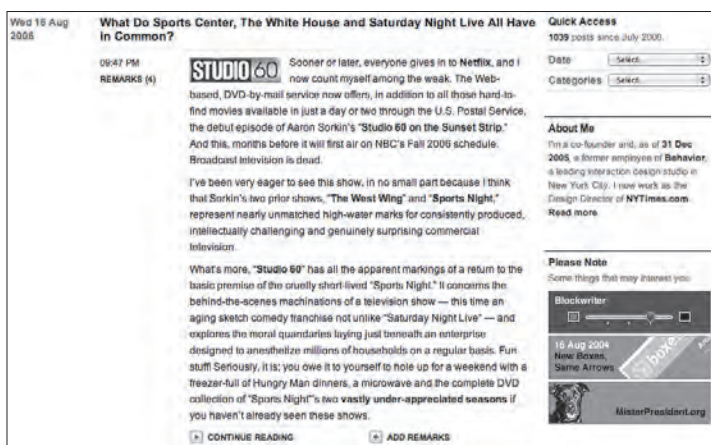 Wed 16 Aug
2006
What Do Sports Center, The White House and Saturday Night Live All Have
in Common?
09:47 PM
REMARKS (4)
STUDIO 60
Sooner or later, everyone gives in to Netflix, and I
now count myself among the weak. The Web-
based, DVD-by-mail service now offers, in addition to all those hard-to-
find movies available in just a day or two through the U.S. Postal Service,
the debut episode of Aaron Sorkin's "Studio 60 on the Sunset Strip."
And this, months before it will first air on NBC's Fall 2006 schedule.
Broadcast television is dead.
I've been very eager to see this show, in no small part because I think
that Sorkin's two prior shows, "The West Wing" and "Sports Night,"
represent nearly unmatched high-water marks for consistently produced,
intellectually challenging and genuinely surprising commercial
television.
What's more, "Studio 60" has all the apparent markings of a return to the
basic premise of the cruelly short-lived "Sports Night." It concerns the
behind-the-scenes machinations of a television show — this time an
aging sketch comedy franchise not unlike "Saturday Night Live" — and
explores the moral quandaries laying just beneath an enterprise
designed to anesthetize millions of households on a regular basis. Fun
stuff! Seriously, it is; you owe it to yourself to hole up for a weekend with a
freezer-full of Hungry Man dinners, a microwave and the complete DVD
collection of "Sports Night"'s two vastly under-appreciated seasons if
you haven't already seen these shows.
CONTINUE READING
ADD REMARKS
Quick Access
1039 posts since July 2000.
Date Select...
Categories Select...
About Me
I'm a co-founder and, as of 31 Dec
2005, a former employee of Behavior,
a leading interaction design studio in
New York City. I now work as the
Design Director of NYTimes.com.
Read more.
Please Note
Some things that may interest you.
Blockwriter
16 Aug 2004
New Boxes,
Same Arrows
boxes
MisterPresident.org